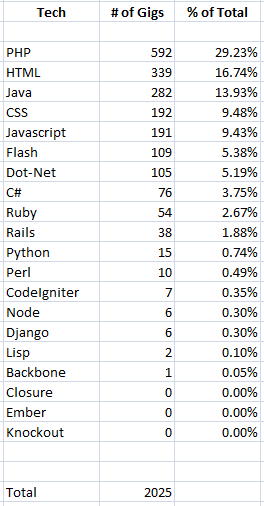 Tech # of Gigs % of Total
PHP 592 29.23%
HTML 339 16.74%
Java 282 13.93%
CSS 192 9.48%
Javascript 191 9.43%
Flash 109 5.38%
Dot-Net 105 5.19%
C# 76 3.75%
Ruby 54 2.67%
Rails 38 1.88%
Python 15 0.74%
Perl 10 0.49%
CodeIgniter 7 0.35%
Node 6 0.30%
Django 6 0.30%
Lisp 2 0.10%
Backbone 1 0.05%
Closure 0 0.00%
Ember 0 0.00%
Knockout 0 0.00%
Total 2025